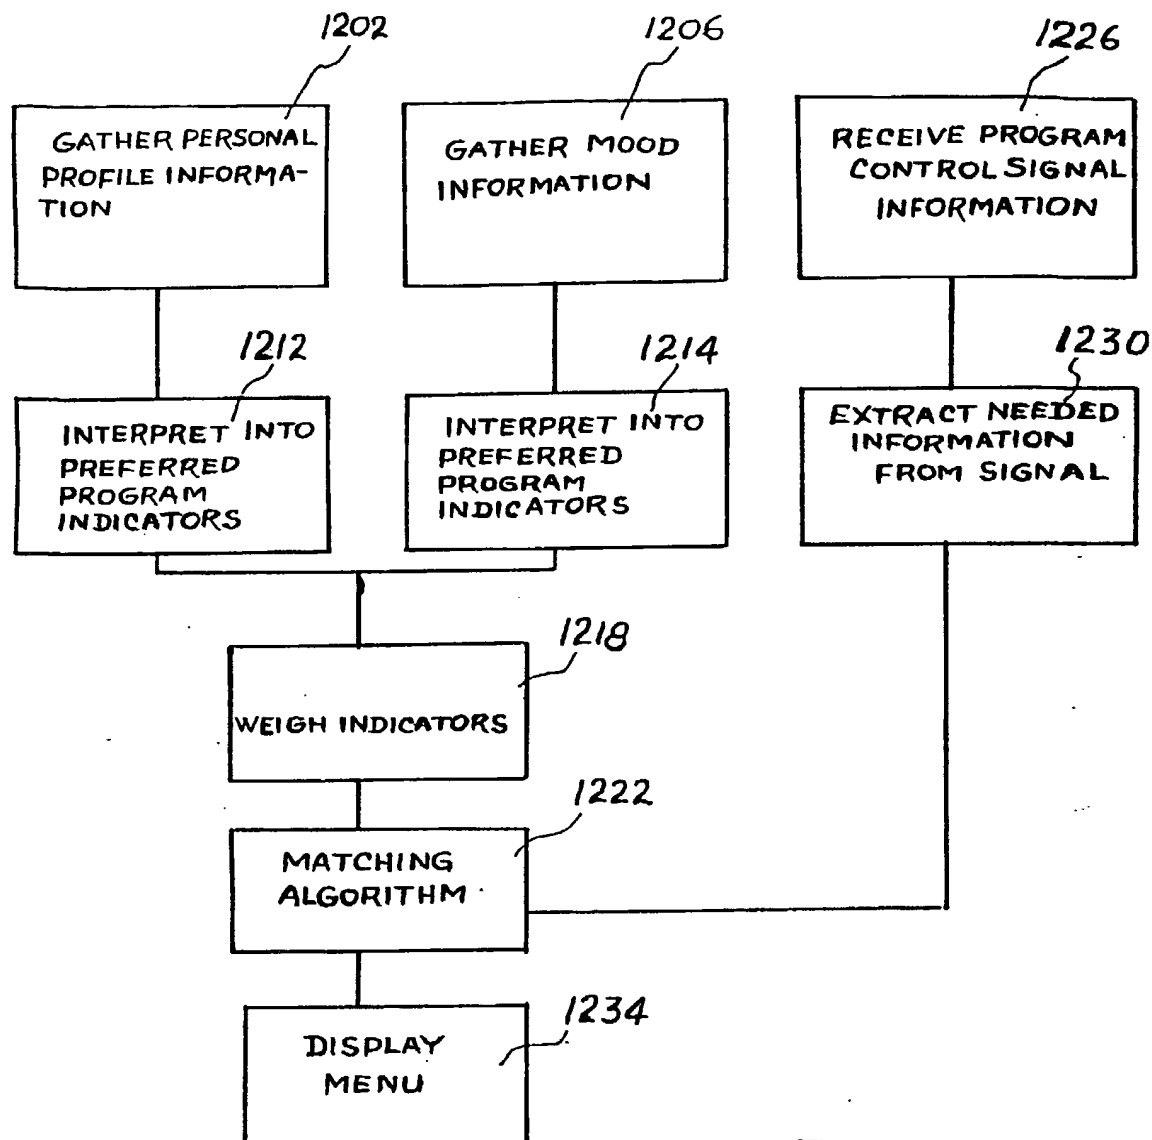 1202
GATHER PERSONAL
PROFILE INFORMA-
TION
1206
GATHER MOOD
INFORMATION
1226
RECEIVE PROGRAM
CONTROL SIGNAL
INFORMATION
1212
INTERPRET INTO
PREFERRED
PROGRAM
INDICATORS
1214
INTERPRET INTO
PREFERRED
PROGRAM
INDICATORS
1230
EXTRACT NEEDED
INFORMATION
FROM SIGNAL
1218
WEIGH INDICATORS
1222
MATCHING
ALGORITHM
1234
DISPLAY
MENU